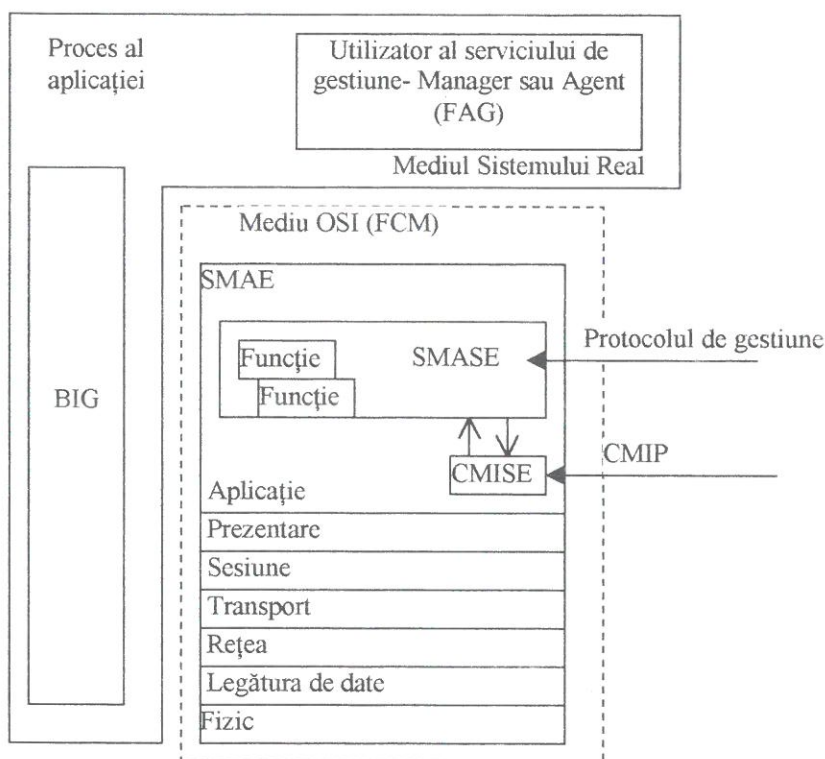 Proces al
aplicației
Utilizator al serviciului de
gestiune- Manager sau Agent
(FAG)
Mediul Sistemului Real
Mediu OSI (FCM)
SMAE
Funcție
SMASE
Protocolul de gestiune
Funcție
BIG
CMISE
CMIP
Aplicație
Prezentare
Sesiune
Transport
Rețea
Legătura de date
Fizic